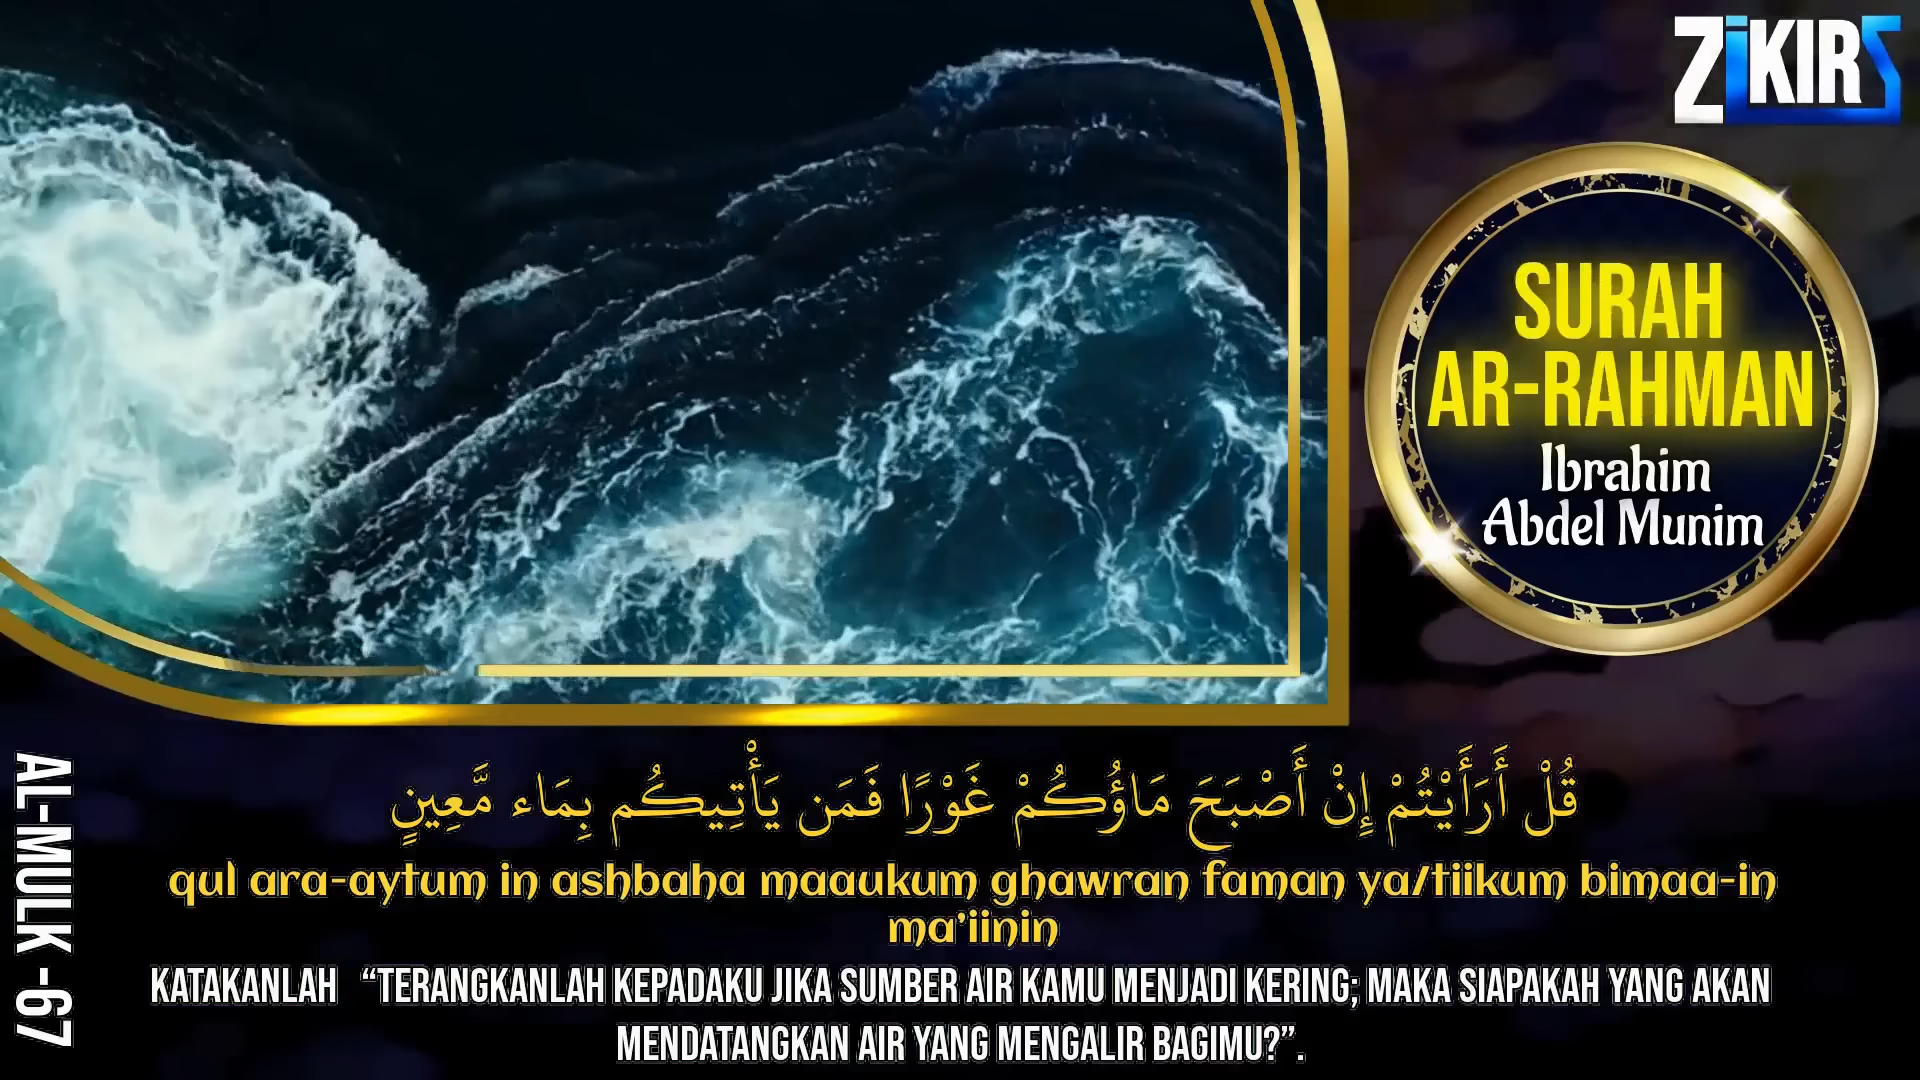 ZiKIRS
SURAH
AR-RAHMAN
Ibrahim
Abdel Munim
قُلْ أَرَأَيْتُمْ إِنْ أَصْبَحَ مَاؤُكُمْ غَوْرًا فَمَن يَأْتِيكُم بِمَاء مَّعِينٍ
qul ara-aytum in ashbaha maaukum ghawran faman ya/tiikum bimaa-in
ma’iinin
KATAKANLAH “TERANGKANLAH KEPADAKU JIKA SUMBER AIR KAMU MENJADI KERING; MAKA SIAPAKAH YANG AKAN
MENDATANGKAN AIR YANG MENGALIR BAGIMU?”.
AL-MULK -67